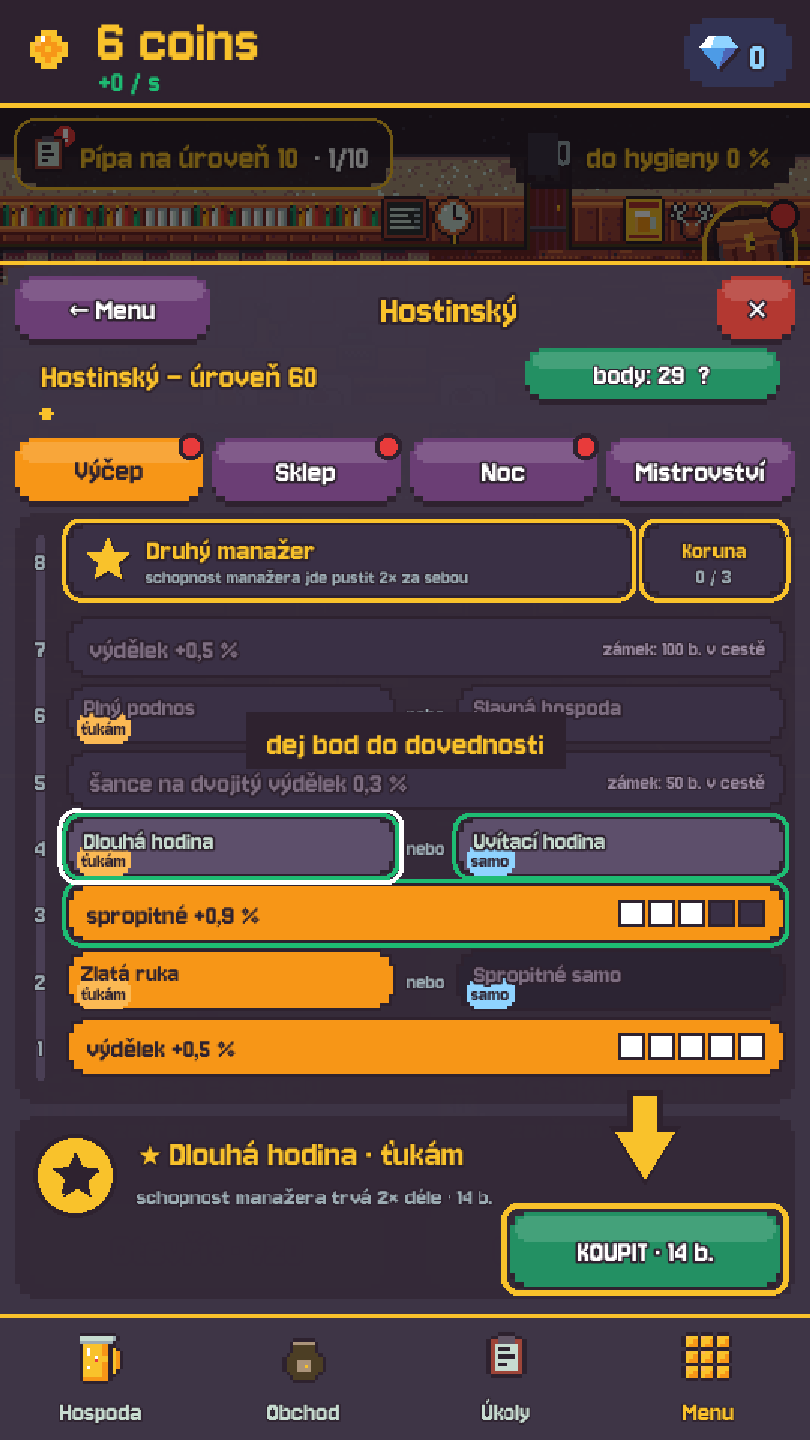 6 coins
+0 / s
0
Pípa na úroveň 10 · 1/10
do hygieny 0 %
← Menu
Hostinský
×
Hostinský – úroveň 60
body: 29 ?
Výčep
Sklep
Noc
Mistrovství
8
Druhý manažer
schopnost manažera jde pustit 2× za sebou
Koruna
0 / 3
7
výdělek +0,5 %
zámek: 100 b. v cestě
6
Plný podnos
ťukám
nebo
Slavná hospoda
dej bod do dovednosti
5
šance na dvojitý výdělek 0,3 %
zámek: 50 b. v cestě
4
Dlouhá hodina
ťukám
nebo
Uvítací hodina
samo
3
spropitné +0,9 %
2
Zlatá ruka
ťukám
nebo
Spropitné samo
samo
1
výdělek +0,5 %
★ Dlouhá hodina · ťukám
schopnost manažera trvá 2× déle · 14 b.
KOUPIT · 14 b.
Hospoda
Obchod
Úkoly
Menu